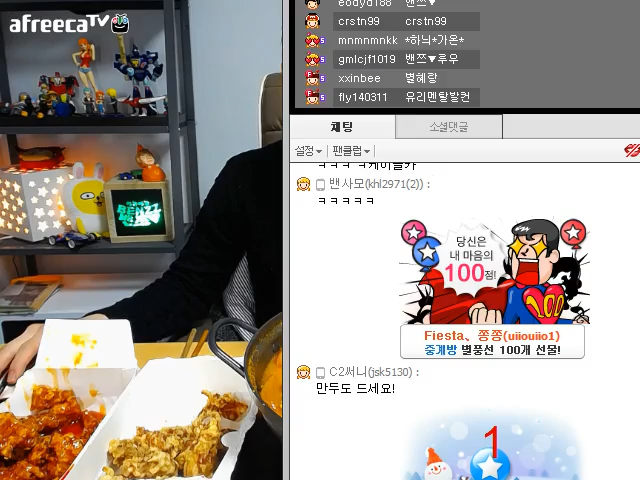 afreecaTV
crstn99 crstn99
mnmnmnkk *하늬*가온*
gmlcjf1019 밴쯔▼루우
xxinbee 별혜랑
fly140311 유리멘탈발컨
채팅 소셜댓글
설정 팬클럽
밴사모(khl2971(2)) :
ㅋㅋㅋㅋㅋ
당신은
내 마음의
100점!
Fiesta、쫑쫑(uiiouiio1)
중계방 별풍선 100개 선물!
C2써니(jsk5130) :
만두도 드세요!
1